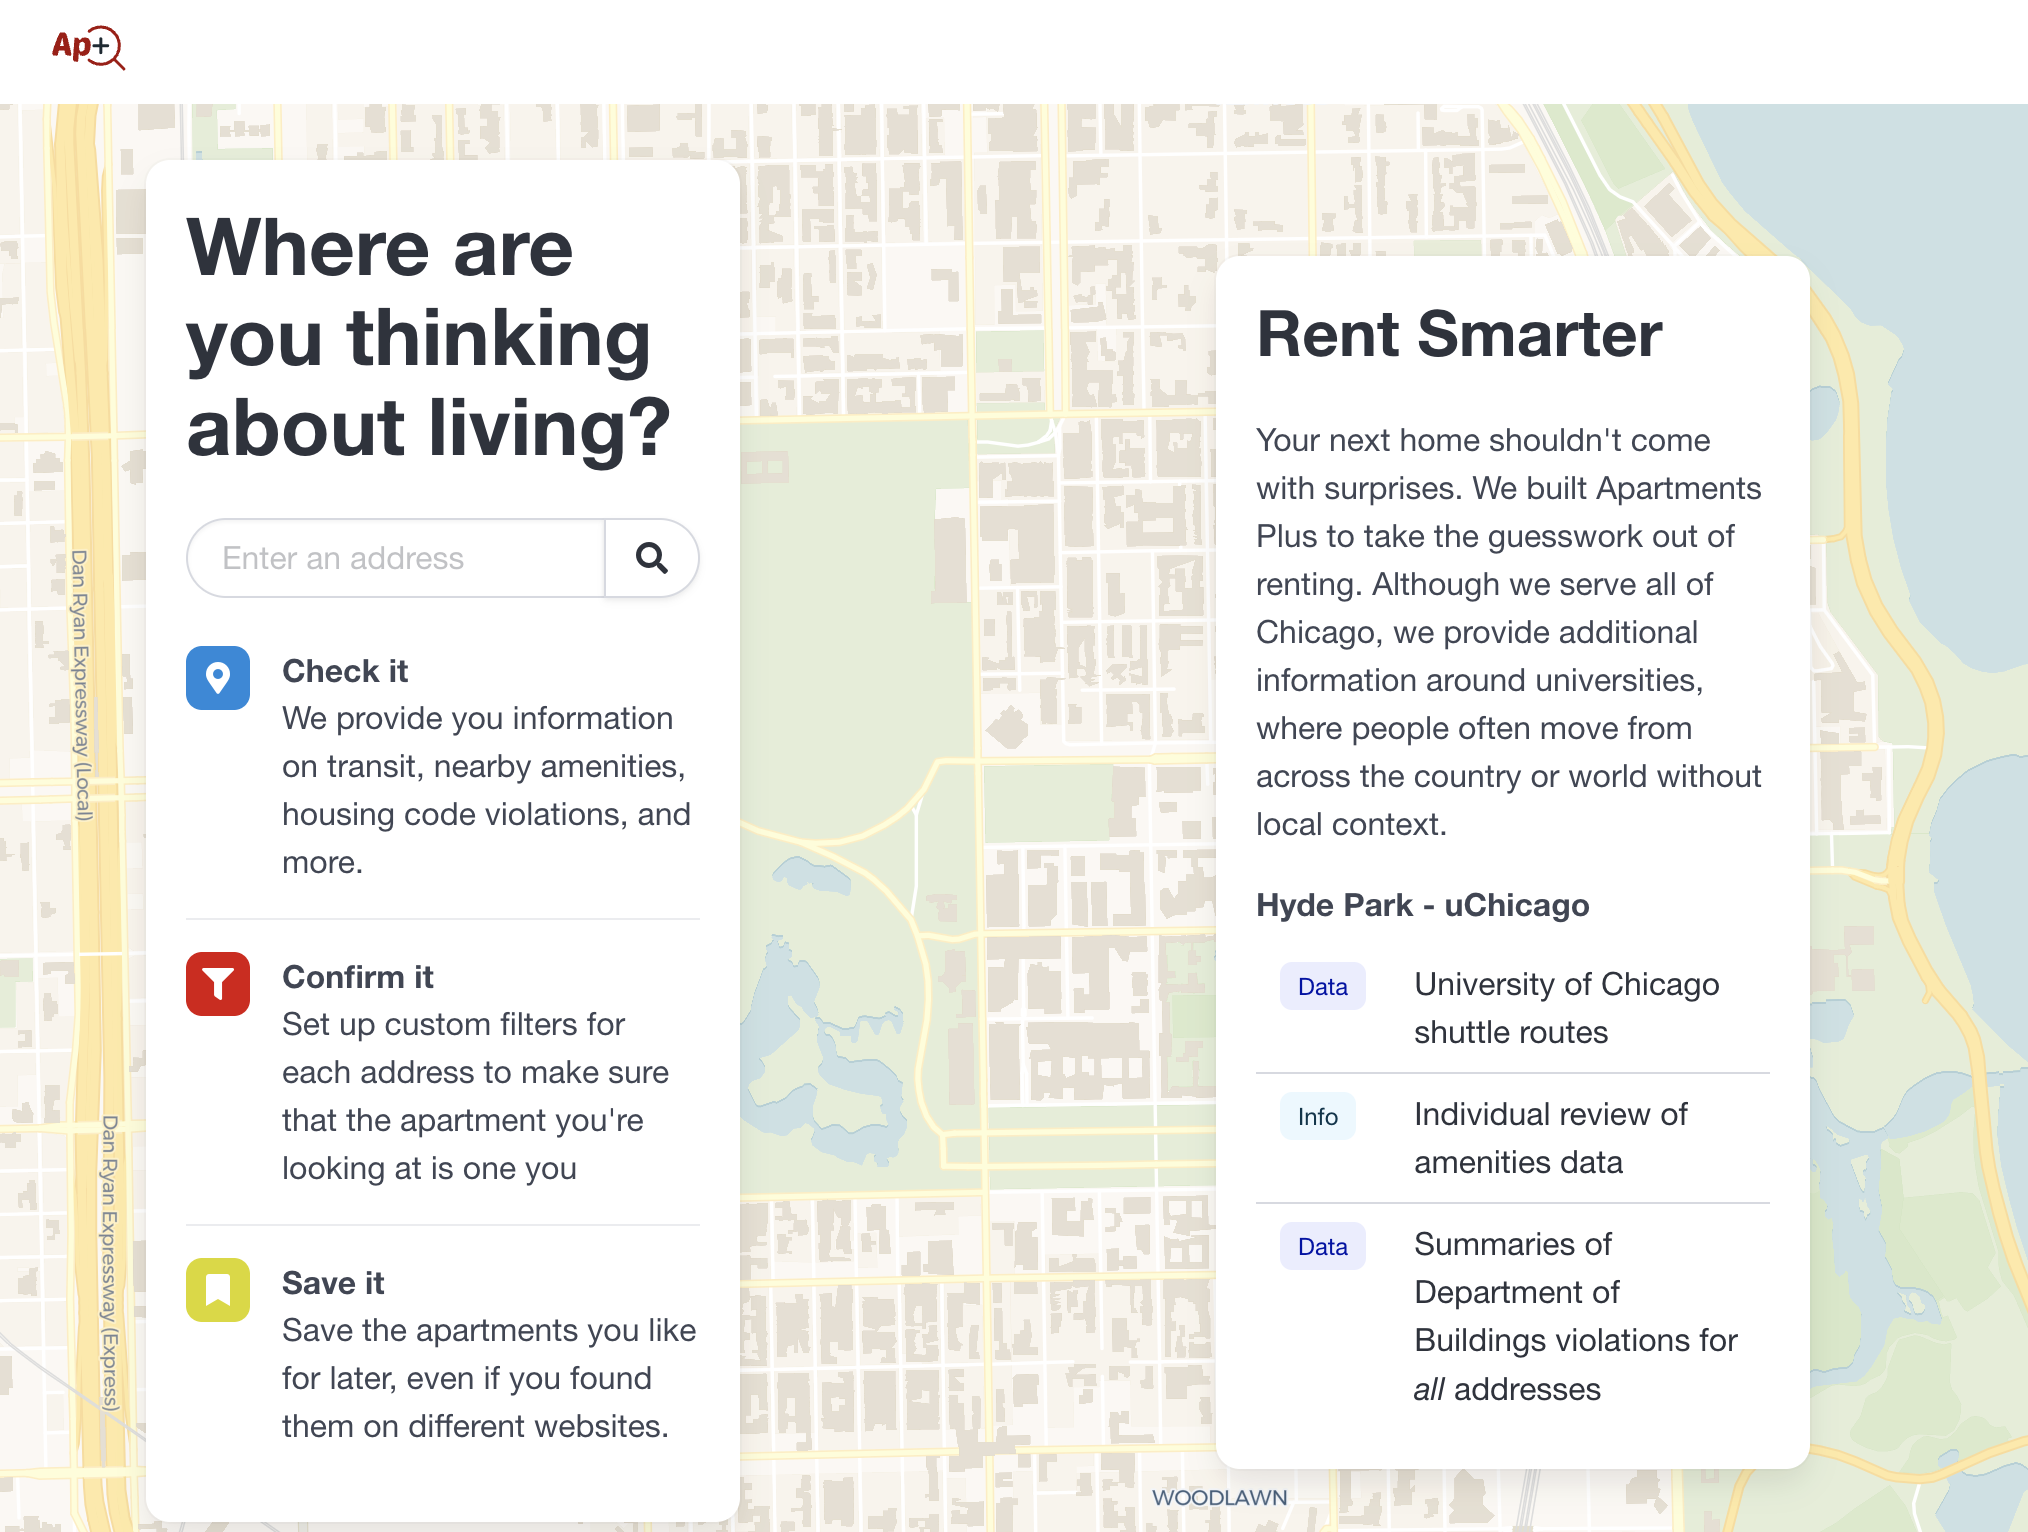 Ap+
Where are
you thinking
about living?
Enter an address
Check it
We provide you information
on transit, nearby amenities,
housing code violations, and
more.
Confirm it
Set up custom filters for
each address to make sure
that the apartment you're
looking at is one you
Save it
Save the apartments you like
for later, even if you found
them on different websites.
Rent Smarter
Your next home shouldn't come
with surprises. We built Apartments
Plus to take the guesswork out of
renting. Although we serve all of
Chicago, we provide additional
information around universities,
where people often move from
across the country or world without
local context.
Hyde Park - uChicago
Data
University of Chicago
shuttle routes
Info
Individual review of
amenities data
Data
Summaries of
Department of
Buildings violations for
all addresses
Dan Ryan Expressway (Local)
Dan Ryan Expressway (Express)
WOODLAWN